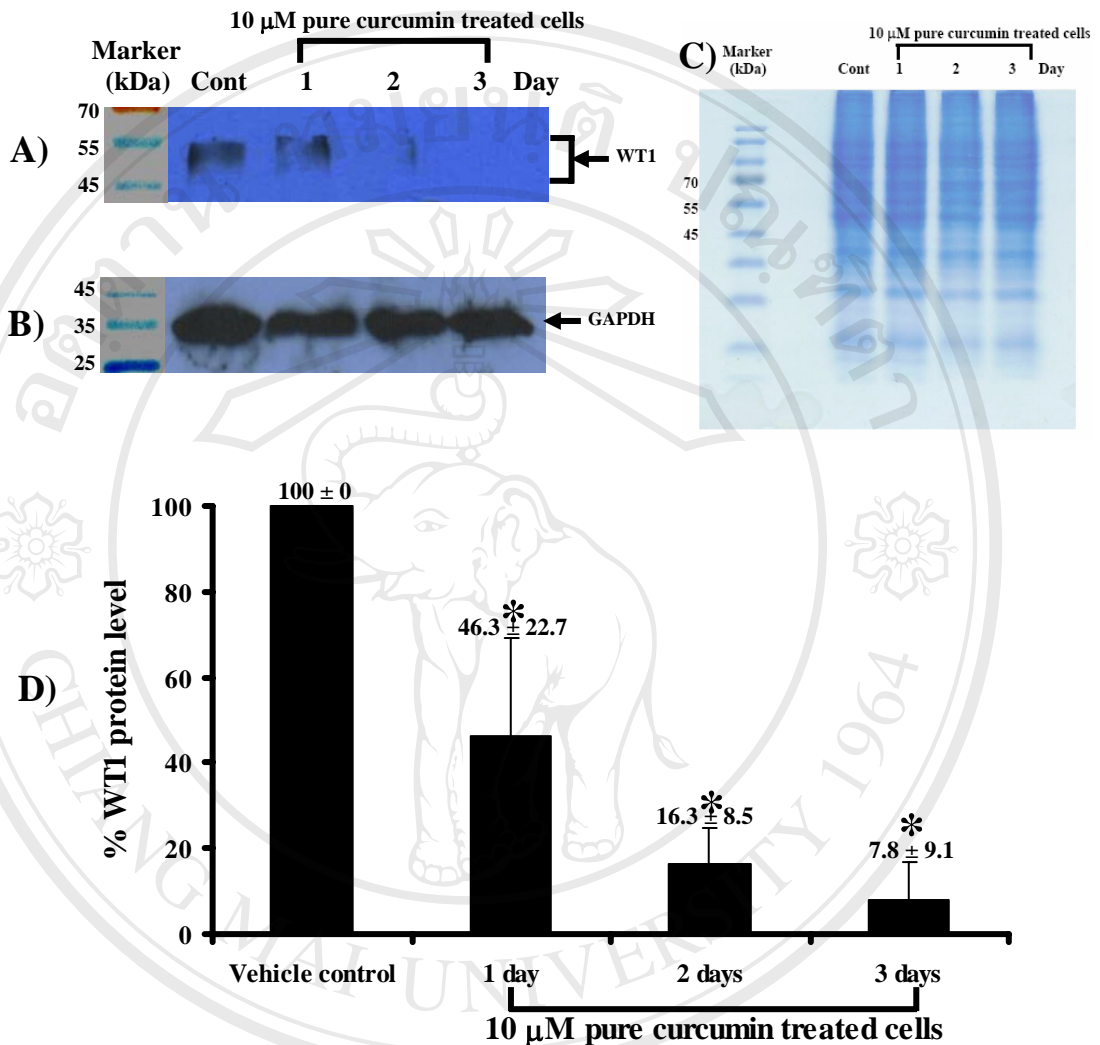 10 μM pure curcumin treated cells
Marker
(kDa) Cont 1 2 3 Day
A)
70
55
45
WT1
B)
45
35
25
GAPDH
C)
10 μM pure curcumin treated cells
Marker
(kDa)
Cont 1 2 3 Day
70
55
45
D)
% WT1 protein level
100
80
60
40
20
0
100 ± 0
*
46.3 ± 22.7
*
16.3 ± 8.5
*
7.8 ± 9.1
Vehicle control 1 day 2 days 3 days
10 μM pure curcumin treated cells
CHIANG MAI UNIVERSITY 1964